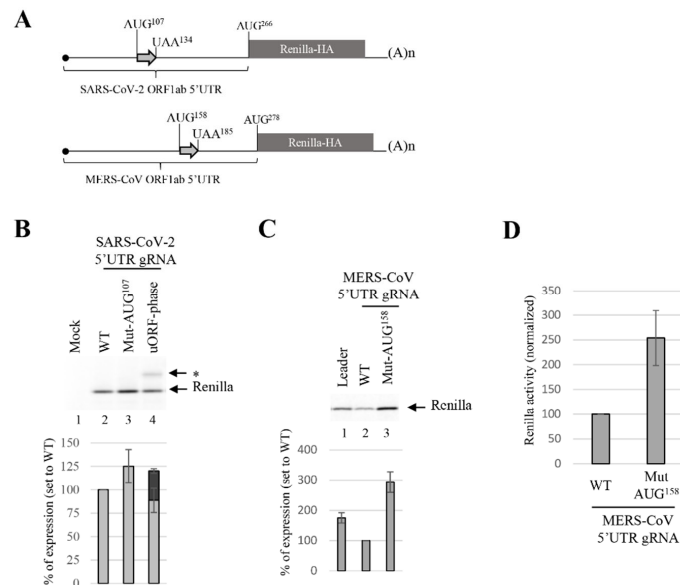 A
AUG107
UAA134
AUG266
Renilla-HA
(A)n
SARS-CoV-2 ORF1ab 5'UTR
AUG158
UAA185
AUG278
Renilla-HA
(A)n
MERS-CoV ORF1ab 5'UTR
B
SARS-CoV-2
5'UTR gRNA
Mock
WT
Mut-AUG107
uORF-phase
*
Renilla
1 2 3 4
% of expression (set to WT)
150
125
100
75
50
25
0
C
MERS-CoV
5'UTR gRNA
Leader
WT
Mut-AUG158
Renilla
1 2 3
% of expression (set to WT)
400
300
200
100
0
D
Renilla activity (normalized)
350
300
250
200
150
100
50
0
WT
Mut
AUG158
MERS-CoV
5'UTR gRNA